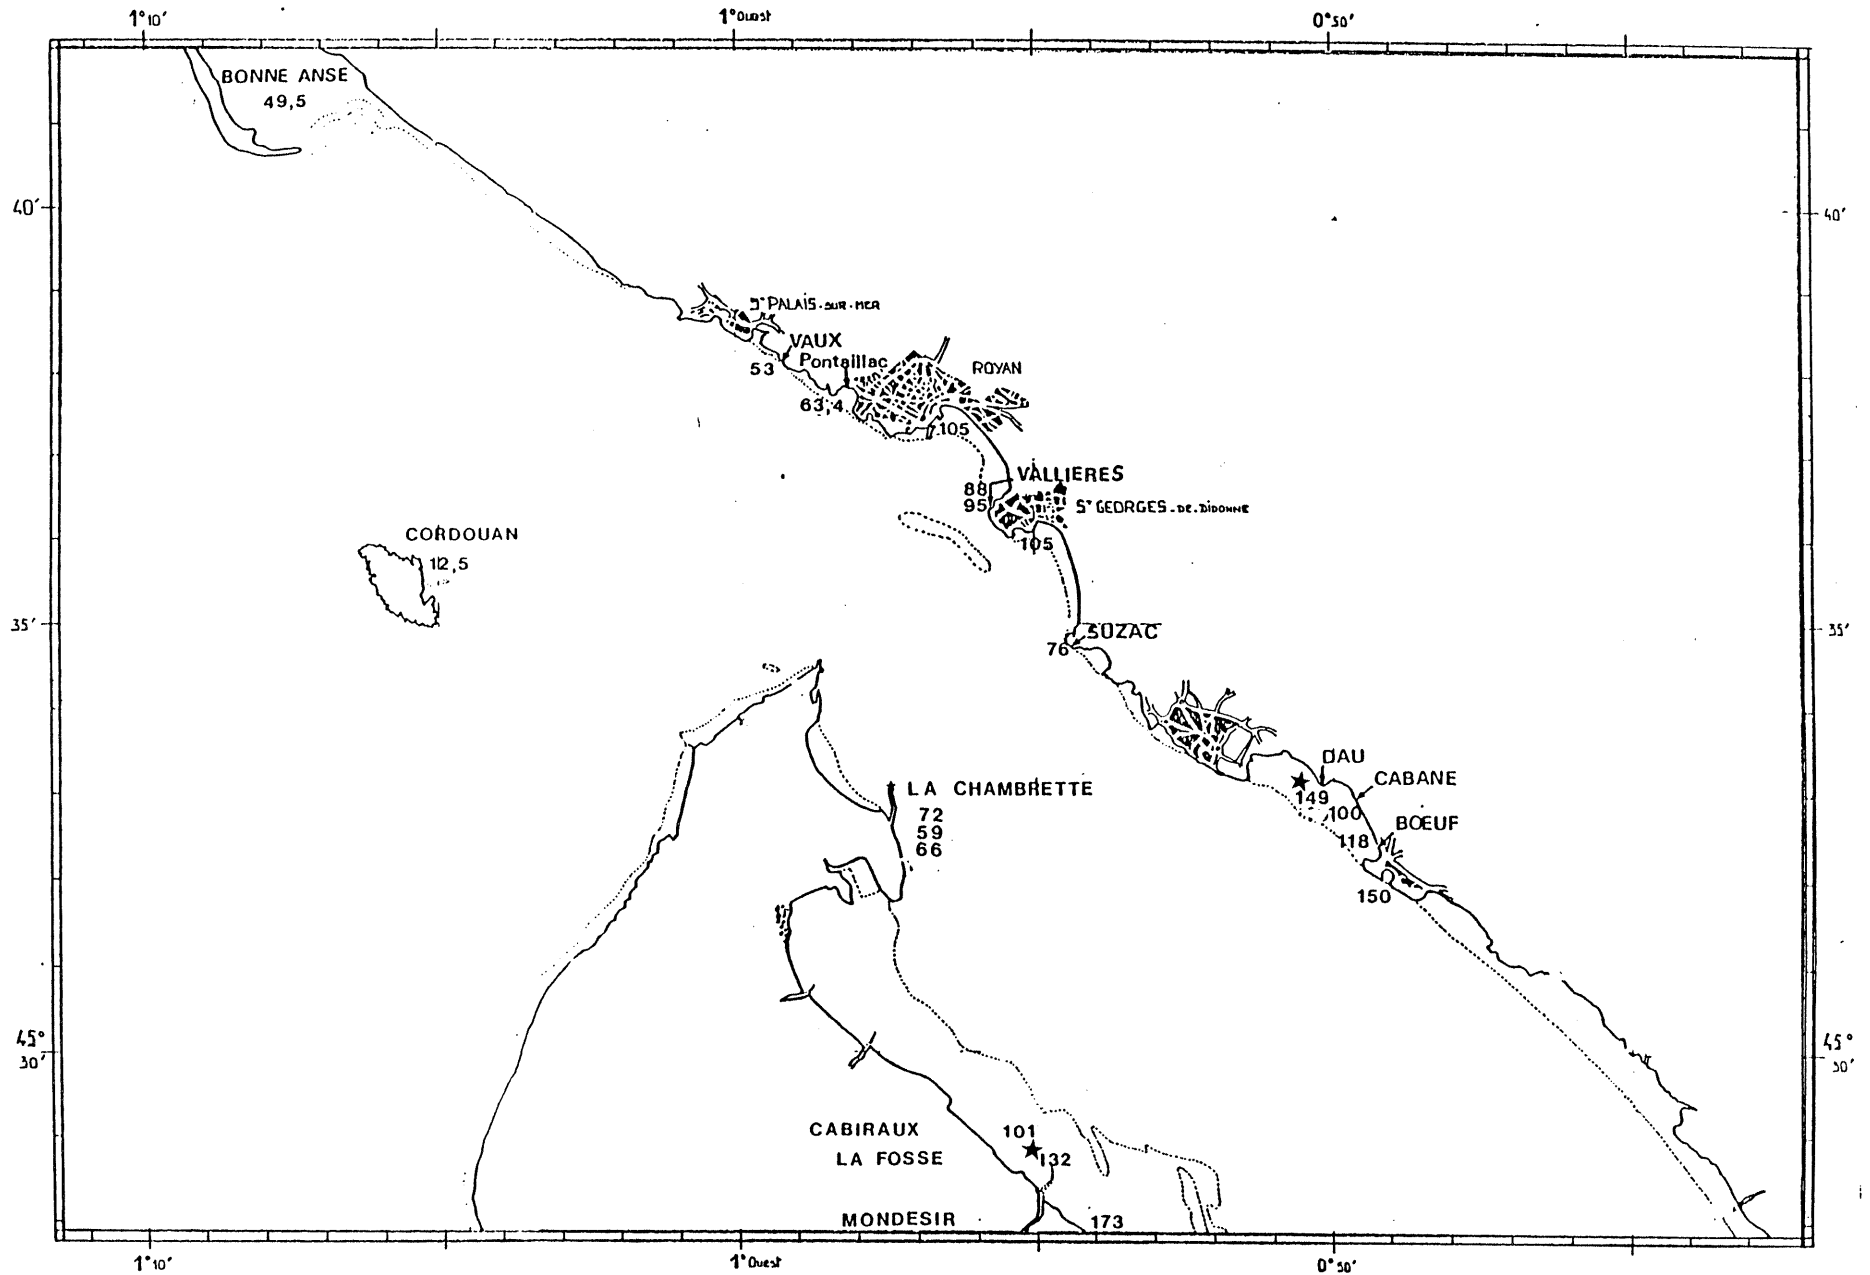 1°10' 1°Ouest 0°50'
BONNE ANSE
49,5
40' 40'
St PALAIS-SUR-MER
VAUX
Pontaillac
53
ROYAN
63,4
105
VALLIERES
88
95
St GEORGES-DE-DIDONNE
105
CORDOUAN
12,5
35' 35'
SUZAC
76
DAU
CABANE
149
100
BŒUF
118
150
LA CHAMBRETTE
72
59
66
45° 45°
30' 30'
CABIRAUX
101
LA FOSSE
132
MONDESIR
173
1°10' 1°Ouest 0°50'